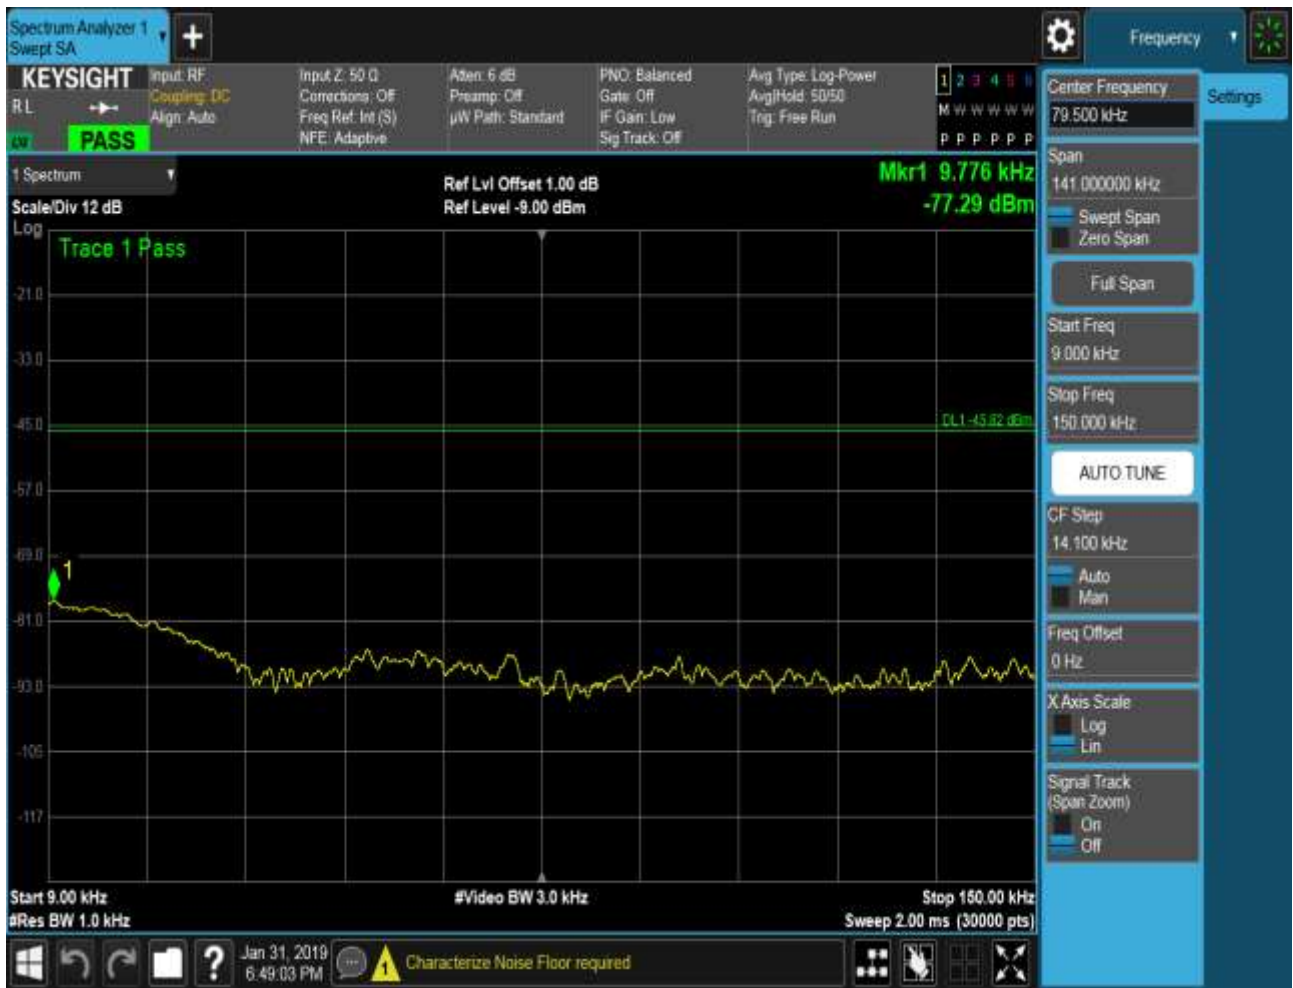 Spectrum Analyzer 1
Swept SA
Frequency
KEYSIGHT
R L
PASS
Input: RF
Coupling: DC
Align: Auto
Input Z: 50 Ω
Corrections: Off
Freq Ref: Int (S)
NFE: Adaptive
Atten: 6 dB
Preamp: Off
µW Path: Standard
PNO: Balanced
Gate: Off
IF Gain: Low
Sig Track: Off
Avg Type: Log-Power
Avg|Hold: 50/50
Trig: Free Run
1 2 3 4 5 6
M W W W W W
P P P P P P
1 Spectrum
Scale/Div 12 dB
Log
Ref Lvl Offset 1.00 dB
Ref Level -9.00 dBm
Mkr1 9.776 kHz
-77.29 dBm
Trace 1 Pass
-21.0
-33.0
-45.0
-57.0
-69.0
-81.0
-93.0
-105
-117
1
Start 9.00 kHz
#Res BW 1.0 kHz
#Video BW 3.0 kHz
Stop 150.00 kHz
Sweep 2.00 ms (30000 pts)
?
Jan 31, 2019
6:49:03 PM
1
Characterize Noise Floor required
Center Frequency
79.500 kHz
Settings
Span
141.000000 kHz
Swept Span
Zero Span
Full Span
Start Freq
9.000 kHz
Stop Freq
150.000 kHz
AUTO TUNE
CF Step
14.100 kHz
Auto
Man
Freq Offset
0 Hz
X Axis Scale
Log
Lin
Signal Track
(Span Zoom)
On
Off